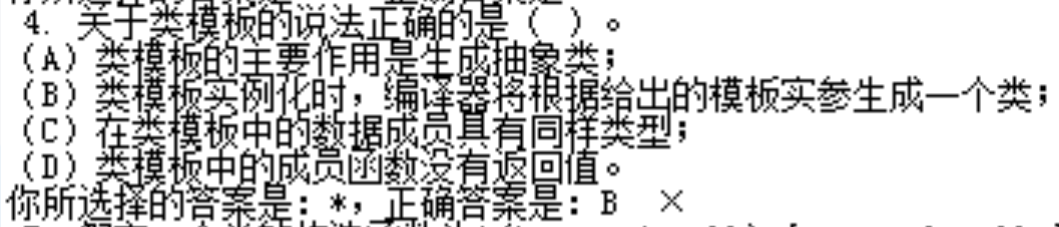 4. 关于类模板的说法正确的是（ ）。
(A) 类模板的主要作用是生成抽象类；
(B) 类模板实例化时，编译器将根据给出的模板实参生成一个类；
(C) 在类模板中的数据成员具有同样类型；
(D) 类模板中的成员函数没有返回值。
你所选择的答案是：*，正确答案是：B ×